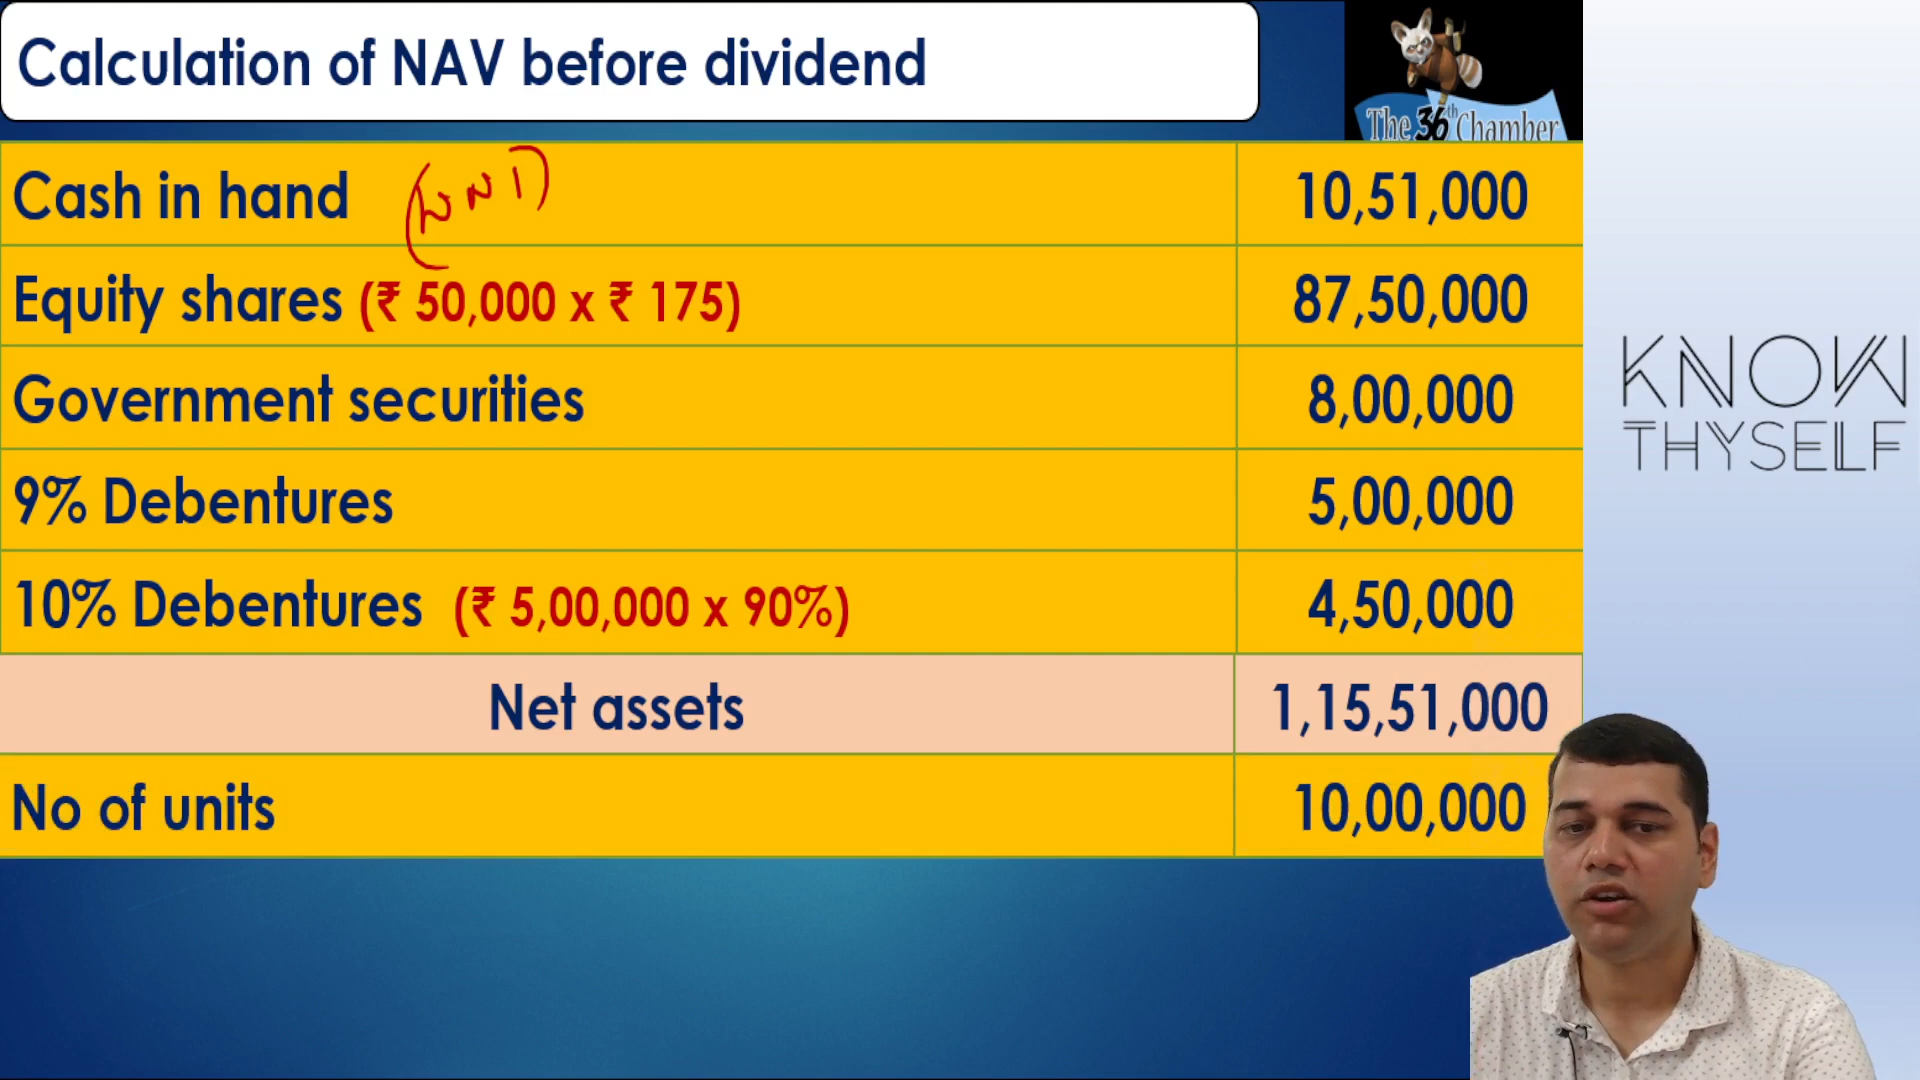 Calculation of NAV before dividend
The 36th Chamber
Cash in hand (WN1) 10,51,000
Equity shares (₹ 50,000 x ₹ 175) 87,50,000
Government securities 8,00,000
9% Debentures 5,00,000
10% Debentures (₹ 5,00,000 x 90%) 4,50,000
Net assets 1,15,51,000
No of units 10,00,000
KNOW
THYSELF